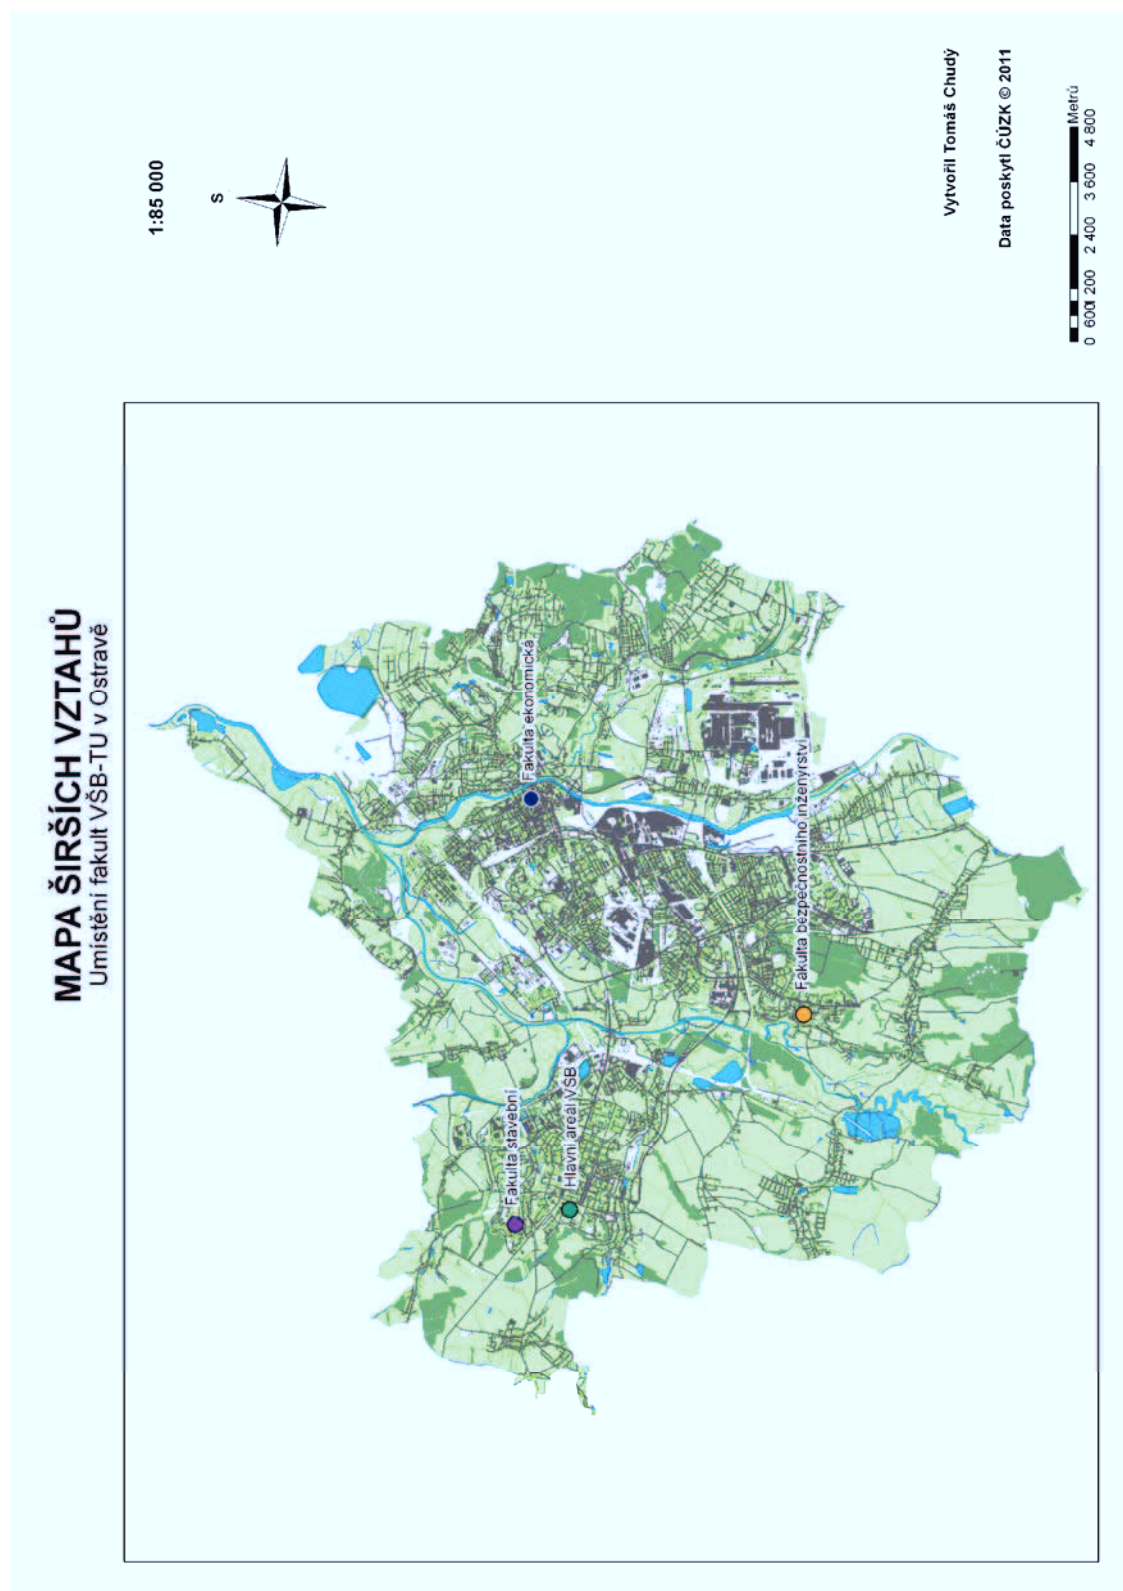 MAPA ŠIRŠÍCH VZTAHŮ
Umístění fakult VŠB-TU v Ostravě
1:85 000
S
Fakulta ekonomická
Fakulta stavební
Hlavní areál VŠB
Fakulta bezpečnostního inženýrství
Vytvořil Tomáš Chudý
Data poskytl ČÚZK © 2011
Metrů
0 600 1 200 2 400 3 600 4 800